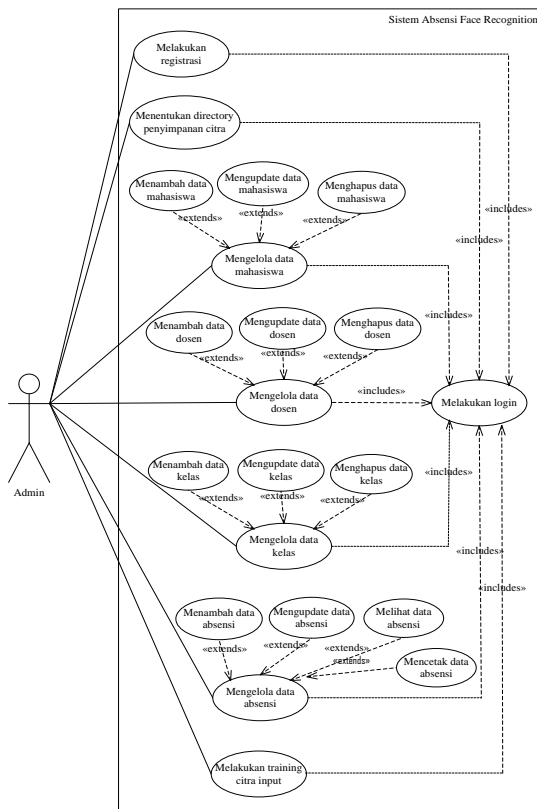 Sistem Absensi Face Recognition
Melakukan
registrasi
Menentukan directory
penyimpanan citra
Menambah data
mahasiswa
Mengupdate data
mahasiswa
Menghapus data
mahasiswa
«extends»
«extends»
«extends»
«includes»
«includes»
Mengelola data
mahasiswa
«includes»
Menambah data
dosen
Mengupdate data
dosen
Menghapus data
dosen
«extends»
«extends»
«extends»
Mengelola data
dosen
«includes»
Melakukan login
Admin
Menambah data
kelas
Mengupdate data
kelas
Menghapus data
kelas
«includes»
«extends»
«extends»
«extends»
Mengelola data
kelas
«includes»
«includes»
Menambah data
absensi
Mengupdate data
absensi
Melihat data
absensi
«extends»
«extends»
«extends»
«extends»
Mencetak data
absensi
Mengelola data
absensi
Melakukan training
citra input